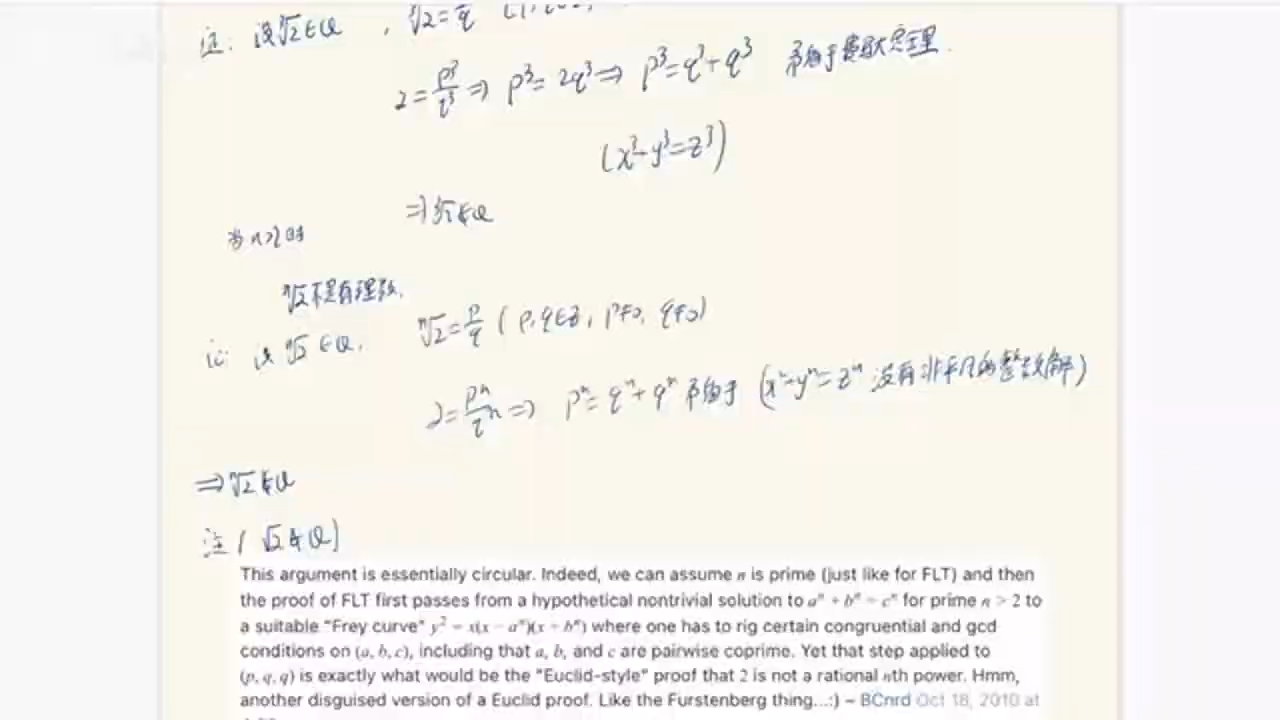 证: 设∛2∈Q , ∛2=p/q
2=p³/q³ ⇒ p³=2q³ ⇒ p³=q³+q³ 矛盾于费马大定理.
(x³+y³=z³)
⇒ ∛2∉Q
当n>2时
ⁿ√2不是有理数.
证: 设ⁿ√2∈Q, ⁿ√2=p/q (p,q∈Z, p≠0, q≠0)
2=pⁿ/qⁿ ⇒ pⁿ=qⁿ+qⁿ 矛盾于 (xⁿ+yⁿ=zⁿ 没有非平凡的整数解)
⇒ ⁿ√2∉Q
注 ( √2∉Q)
This argument is essentially circular. Indeed, we can assume n is prime (just like for FLT) and then
the proof of FLT first passes from a hypothetical nontrivial solution to aⁿ + bⁿ = cⁿ for prime n > 2 to
a suitable "Frey curve" y² = x(x − aⁿ)(x + bⁿ) where one has to rig certain congruential and gcd
conditions on (a, b, c), including that a, b, and c are pairwise coprime. Yet that step applied to
(p, q, q) is exactly what would be the "Euclid-style" proof that 2 is not a rational nth power. Hmm,
another disguised version of a Euclid proof. Like the Furstenberg thing...:) – BCnrd Oct 18, 2010 at